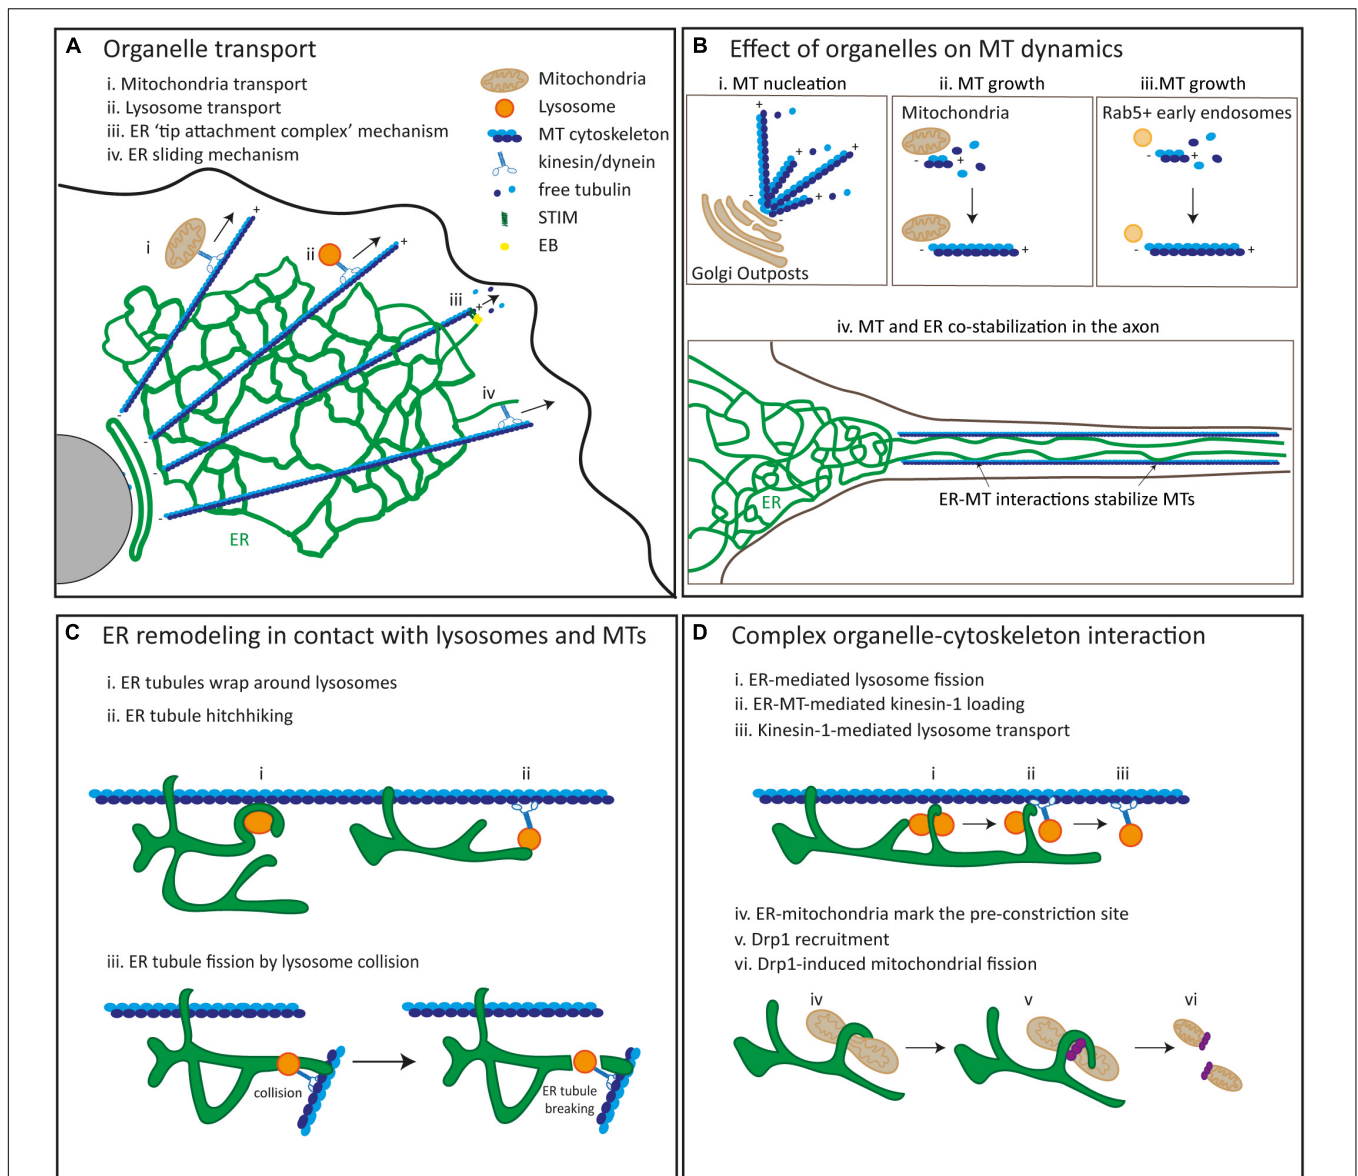 A Organelle transport
i. Mitochondria transport
ii. Lysosome transport
iii. ER ‘tip attachment complex’ mechanism
iv. ER sliding mechanism
Mitochondria
Lysosome
MT cytoskeleton
kinesin/dynein
free tubulin
STIM
EB
i
+
ii
+
iii
+
iv
-
-
-
-
ER
B Effect of organelles on MT dynamics
i. MT nucleation
+
+
+
+
-
-
Golgi Outposts
ii. MT growth
Mitochondria
- +
- +
iii.MT growth
Rab5+ early endosomes
- +
- +
iv. MT and ER co-stabilization in the axon
ER
ER-MT interactions stabilize MTs
C ER remodeling in contact with lysosomes and MTs
i. ER tubules wrap around lysosomes
ii. ER tubule hitchhiking
i
ii
iii. ER tubule fission by lysosome collision
collision
ER tubule
breaking
D Complex organelle-cytoskeleton interaction
i. ER-mediated lysosome fission
ii. ER-MT-mediated kinesin-1 loading
iii. Kinesin-1-mediated lysosome transport
i
ii
iii
iv. ER-mitochondria mark the pre-constriction site
v. Drp1 recruitment
vi. Drp1-induced mitochondrial fission
iv
v
vi